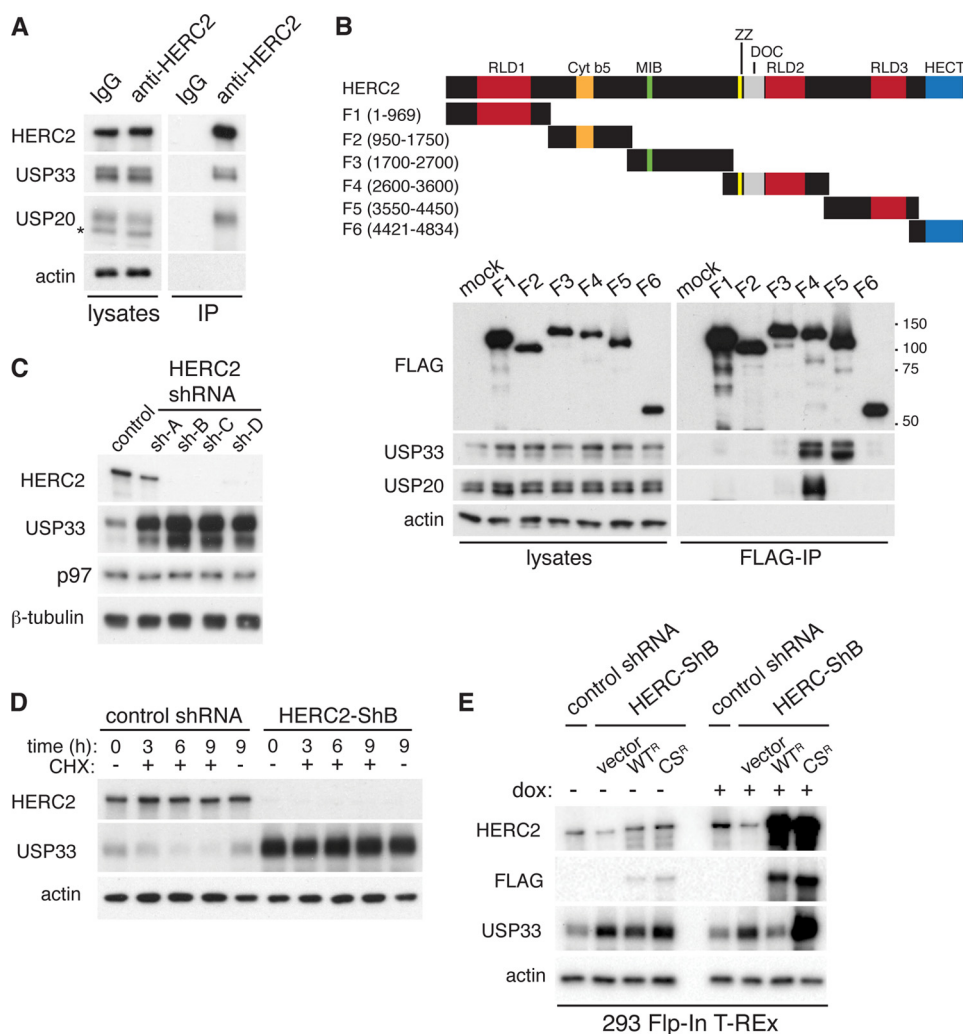 A
IgG
anti-HERC2
IgG
anti-HERC2
HERC2
USP33
USP20
*
actin
lysates
IP
B
ZZ
DOC
RLD1
Cyt b5
MIB
RLD2
RLD3
HECT
HERC2
F1 (1-969)
F2 (950-1750)
F3 (1700-2700)
F4 (2600-3600)
F5 (3550-4450)
F6 (4421-4834)
mock F1 F2 F3 F4 F5 F6
mock F1 F2 F3 F4 F5 F6
FLAG
- 150
- 100
- 75
50
USP33
USP20
actin
lysates
FLAG-IP
C
HERC2
shRNA
control
sh-A
sh-B
sh-C
sh-D
HERC2
USP33
p97
β-tubulin
D
control shRNA
HERC2-ShB
time (h): 0 3 6 9 9 0 3 6 9 9
CHX: - + + + - - + + + -
HERC2
USP33
actin
E
control shRNA
HERC-ShB
control shRNA
HERC-ShB
vector
WTR
CSR
vector
WTR
CSR
dox: - - - - + + + +
HERC2
FLAG
USP33
actin
293 Flp-In T-REx